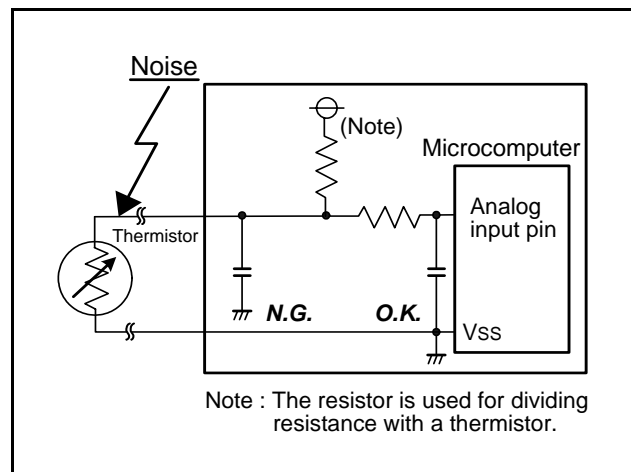 Noise
(Note)
Microcomputer
Analog
input pin
Thermistor
N.G.
O.K.
Vss
Note : The resistor is used for dividing
resistance with a thermistor.